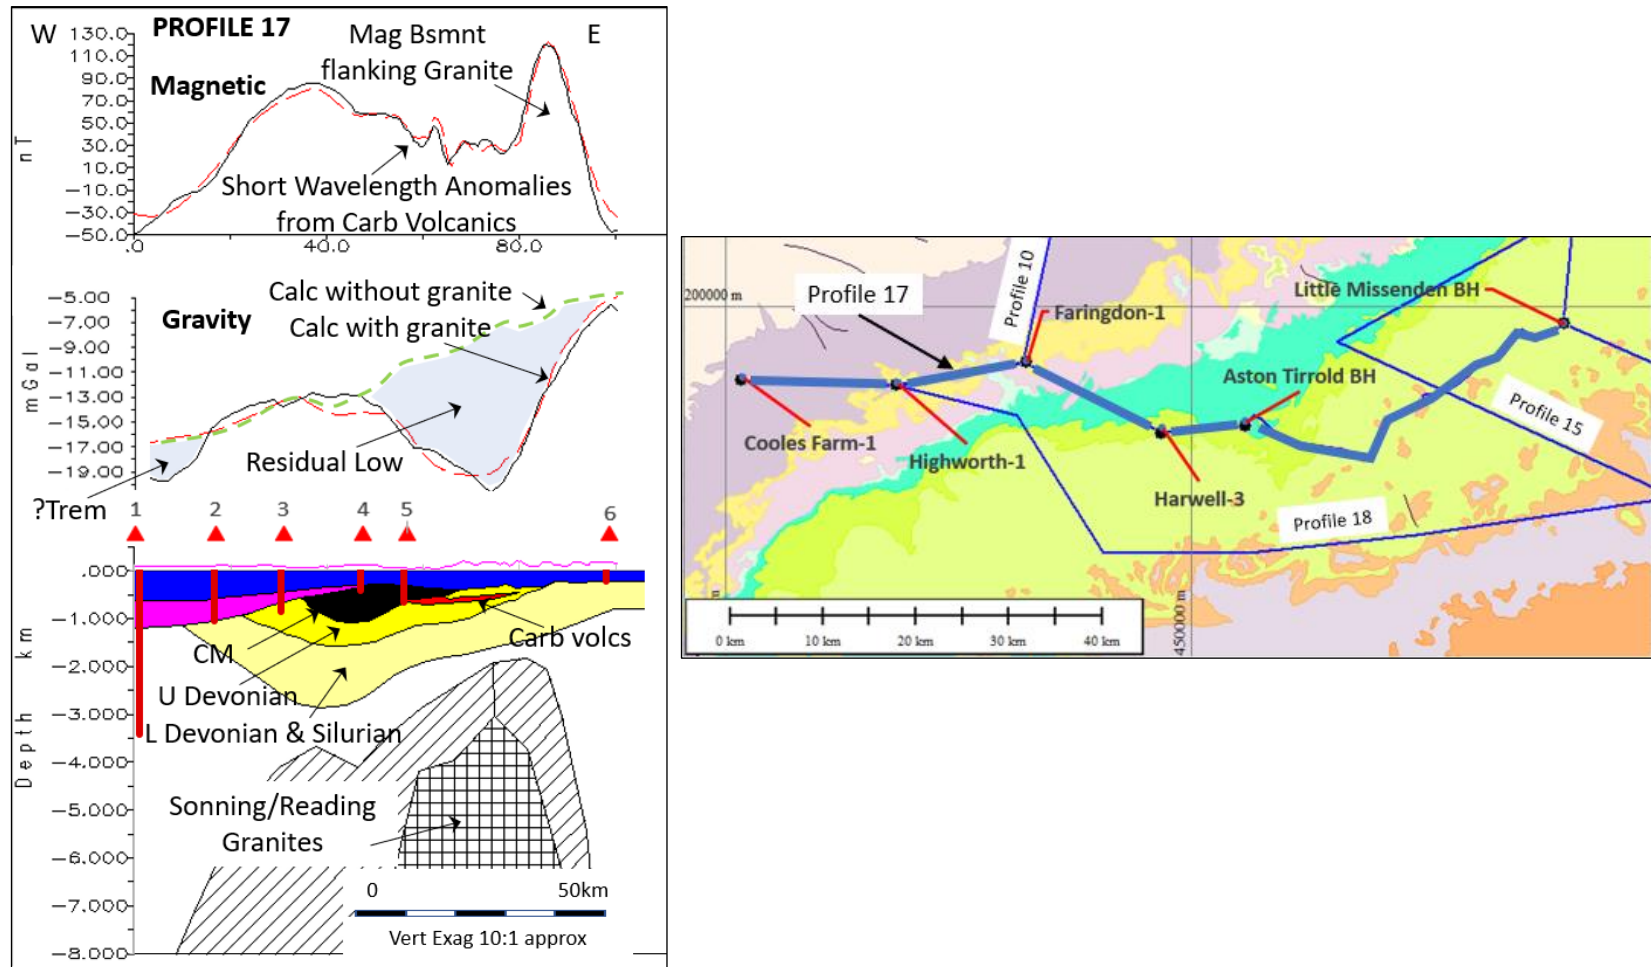 W
PROFILE 17
E
Magnetic
Mag Bsmnt
flanking Granite
130.0
110.0
90.0
70.0
50.0
30.0
10.0
-10.0
-30.0
-50.0
nT
Short Wavelength Anomalies
from Carb Volcanics
.0
40.0
80.0
Gravity
Calc without granite
Calc with granite
-5.00
-7.00
-9.00
-11.00
-13.00
-15.00
-17.00
-19.00
mGal
Residual Low
?Trem
1
2
3
4
5
6
.000
-1.000
-2.000
-3.000
-4.000
-5.000
-6.000
-7.000
-8.000
Depth km
CM
Carb volcs
U Devonian
L Devonian & Silurian
Sonning/Reading
Granites
0 50km
Vert Exag 10:1 approx
200000 m
Profile 17
Profile 10
Little Missenden BH
Faringdon-1
Aston Tirrold BH
Cooles Farm-1
Highworth-1
Harwell-3
Profile 15
Profile 18
450000 m
m
0 km 10 km 20 km 30 km 40 km